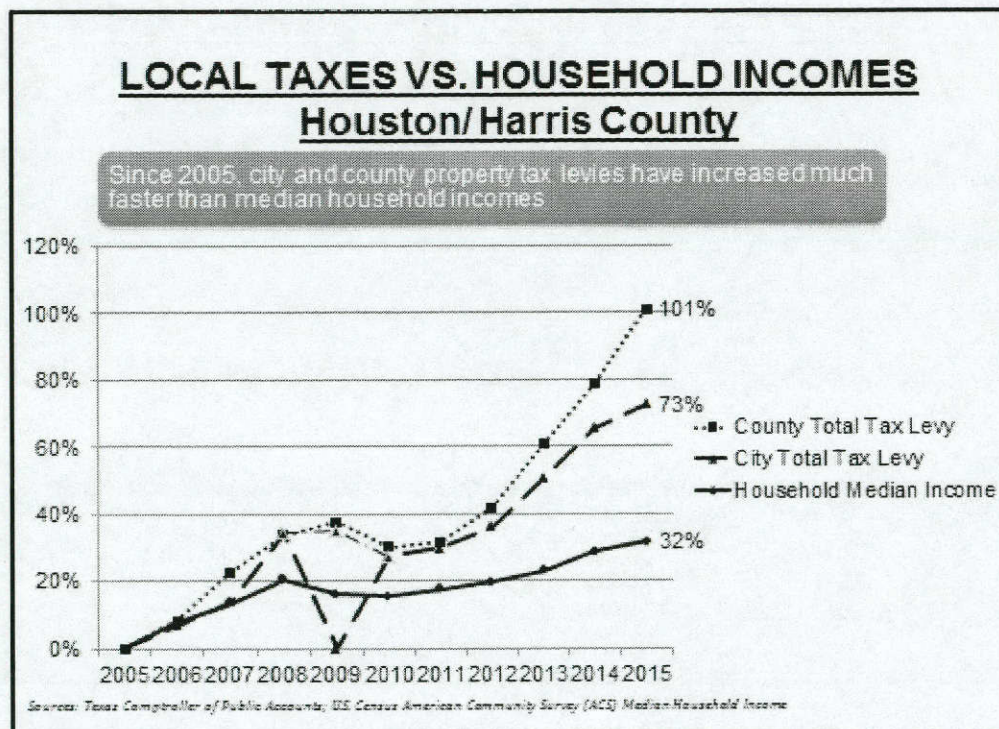 LOCAL TAXES VS. HOUSEHOLD INCOMES
Houston/ Harris County
Since 2005, city and county property tax levies have increased much
faster than median household incomes
120%
100%
80%
60%
40%
20%
0%
101%
73%
32%
County Total Tax Levy
City Total Tax Levy
Household Median Income
2005 2006 2007 2008 2009 2010 2011 2012 2013 2014 2015
Sources: Texas Comptroller of Public Accounts; U.S. Census American Community Survey (ACS) Median Household Income